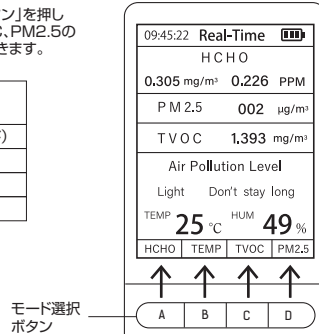 ン」を押し
、PM2.5の
きます。
)
09:45:22 Real-Time
HCHO
0.305 mg/m³ 0.226 PPM
PM2.5 002 μg/m³
TVOC 1.393 mg/m³
Air Pollution Level
Light Don't stay long
TEMP 25 ℃ HUM 49 %
HCHO TEMP TVOC PM2.5
モード選択
ボタン
A B C D